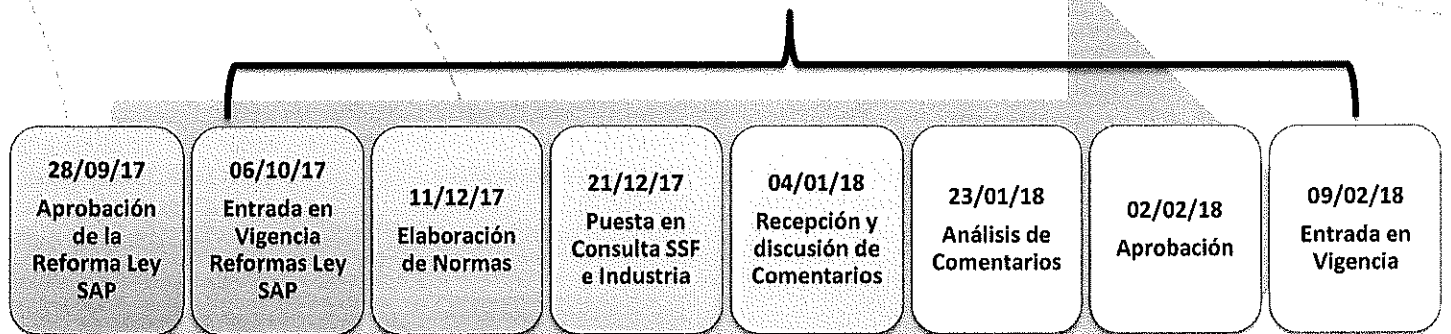 28/09/17
Aprobación
de la
Reforma Ley
SAP
06/10/17
Entrada en
Vigencia
Reformas Ley
SAP
11/12/17
Elaboración
de Normas
21/12/17
Puesta en
Consulta SSF
e Industria
04/01/18
Recepción y
discusión de
Comentarios
23/01/18
Análisis de
Comentarios
02/02/18
Aprobación
09/02/18
Entrada en
Vigencia